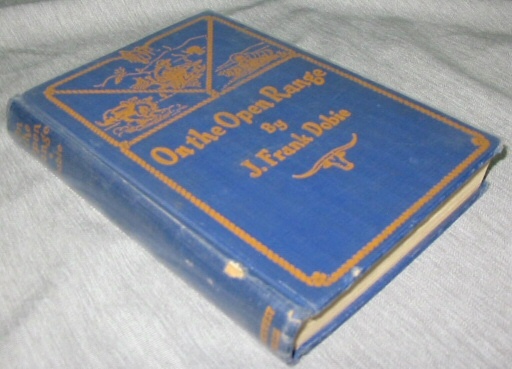 On the Open Range
By
J. Frank Dobie